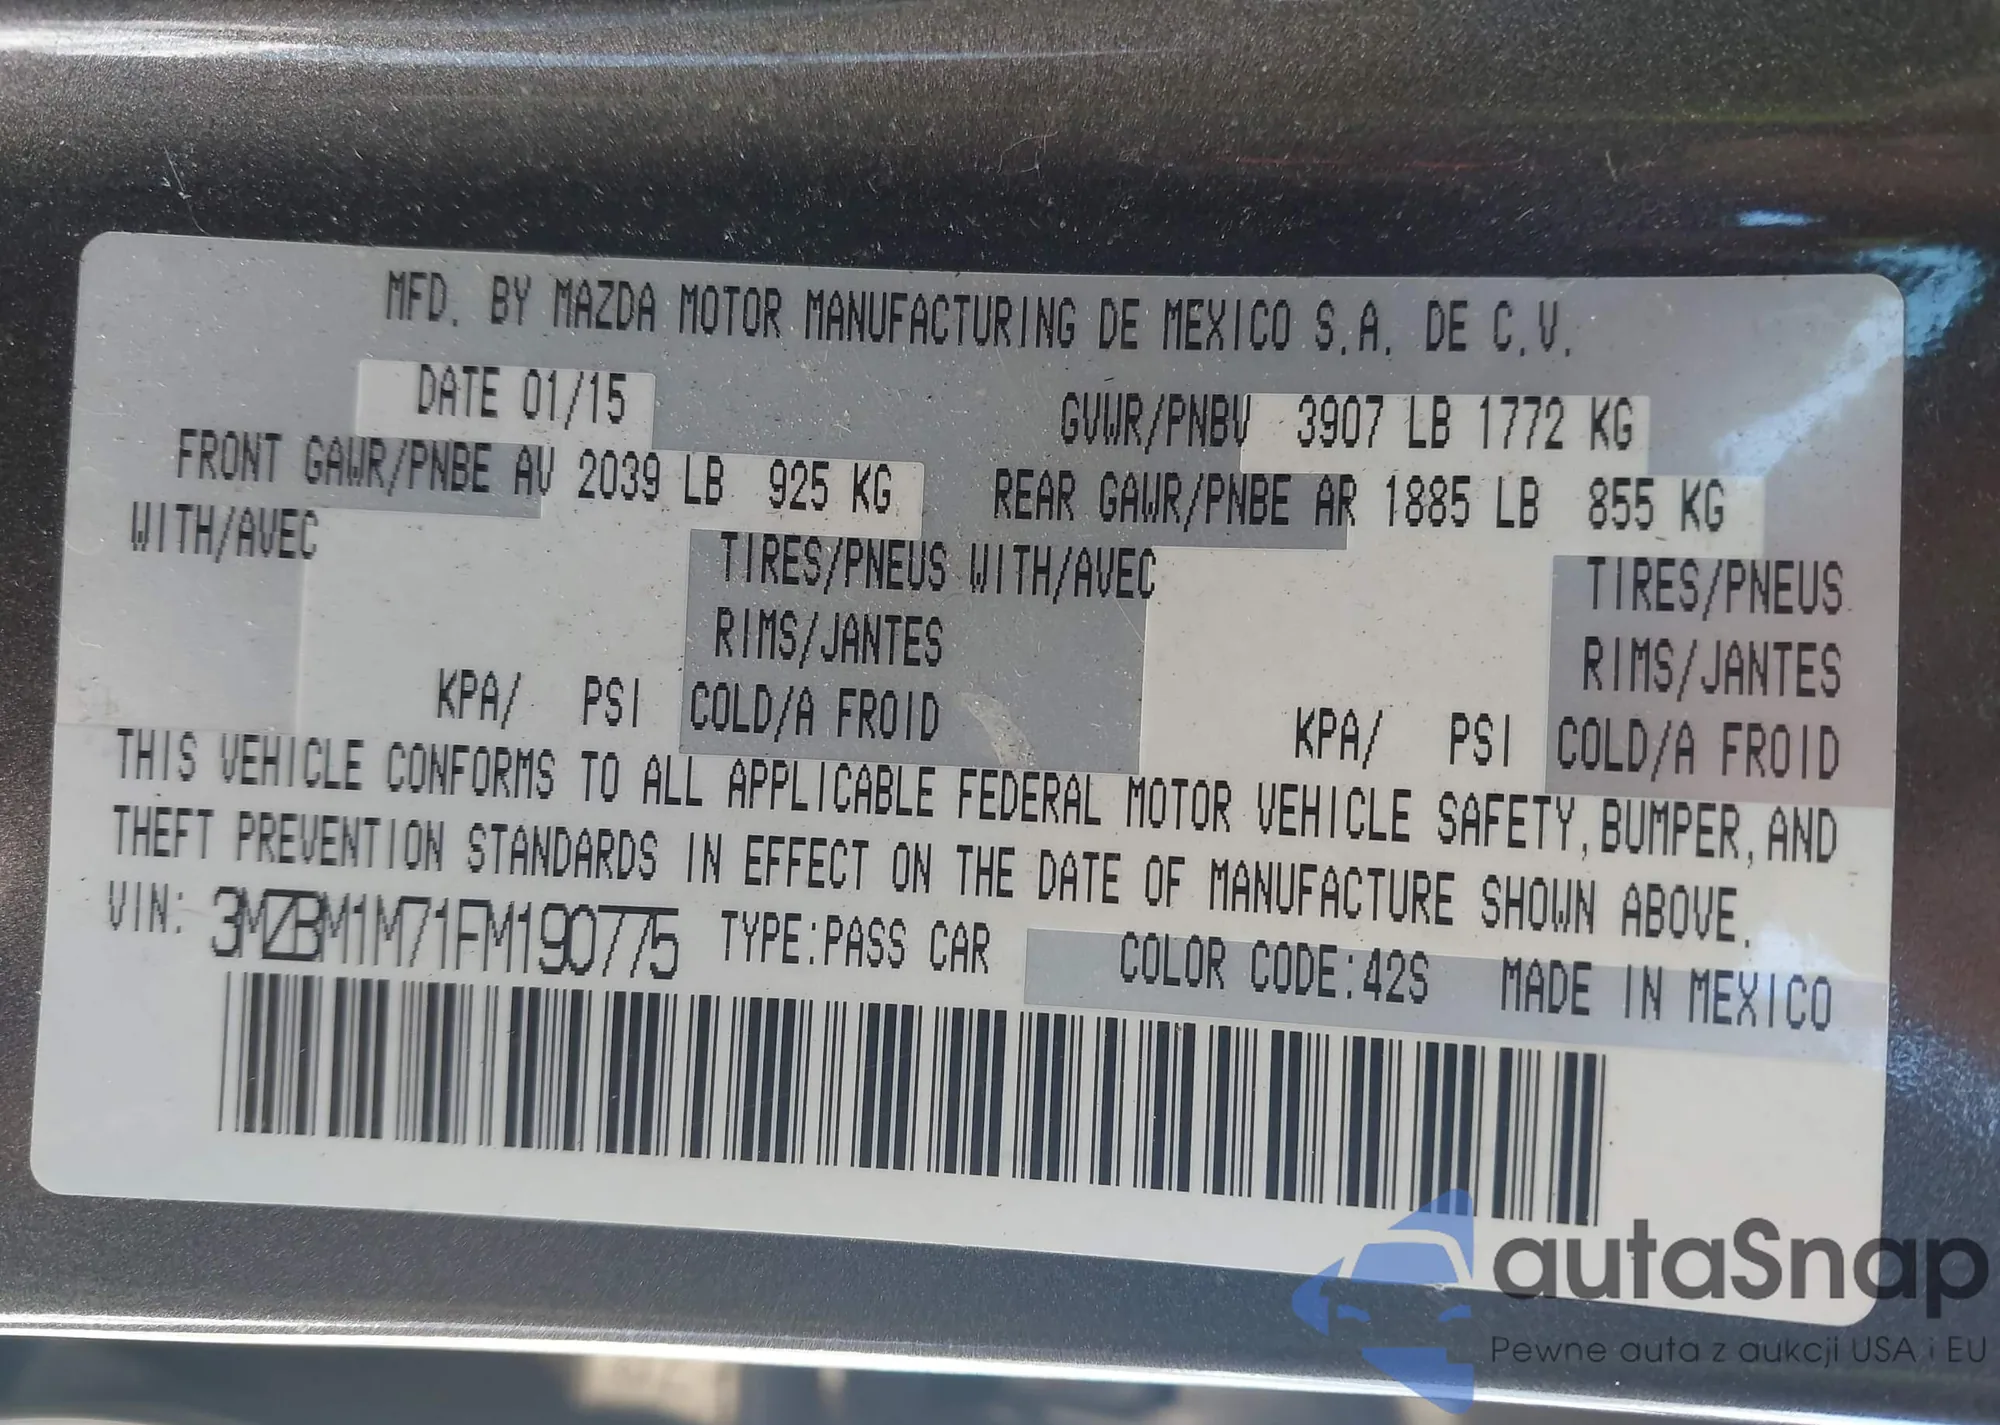 MFD. BY MAZDA MOTOR MANUFACTURING DE MEXICO S.A. DE C.V.
DATE 01/15 GVWR/PNBV 3907 LB 1772 KG
FRONT GAWR/PNBE AV 2039 LB 925 KG REAR GAWR/PNBE AR 1885 LB 855 KG
WITH/AVEC TIRES/PNEUS WITH/AVEC TIRES/PNEUS
RIMS/JANTES RIMS/JANTES
KPA/ PSI COLD/A FROID KPA/ PSI COLD/A FROID
THIS VEHICLE CONFORMS TO ALL APPLICABLE FEDERAL MOTOR VEHICLE SAFETY, BUMPER, AND
THEFT PREVENTION STANDARDS IN EFFECT ON THE DATE OF MANUFACTURE SHOWN ABOVE.
VIN: 3MZBM1M71FM190775 TYPE:PASS CAR COLOR CODE:42S MADE IN MEXICO
autaSnap
Pewne auta z aukcji USA i EU